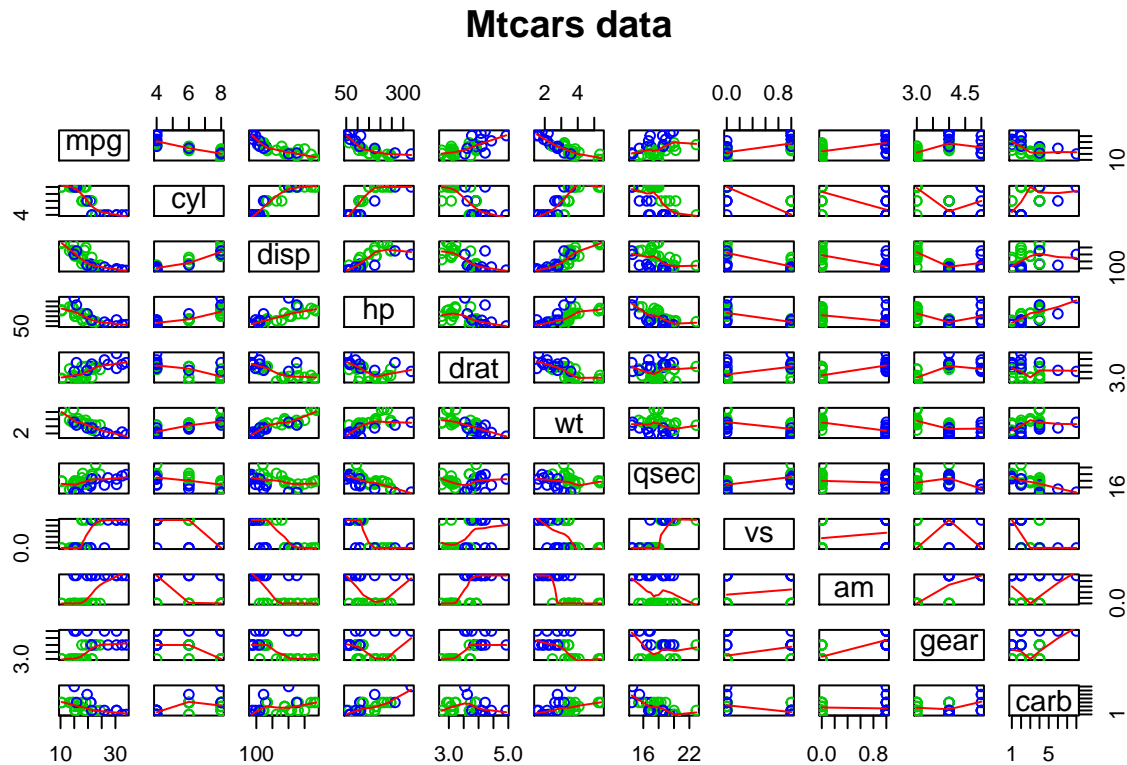 Mtcars data
4 6 8 50 300 2 4 0.0 0.8 3.0 4.5
mpg 10
4 cyl
disp 100
50 hp
drat 3.0
2 wt
qsec 16
0.0 vs
am 0.0
3.0 gear
carb 1
10 30 100 3.0 5.0 16 22 0.0 0.8 1 5